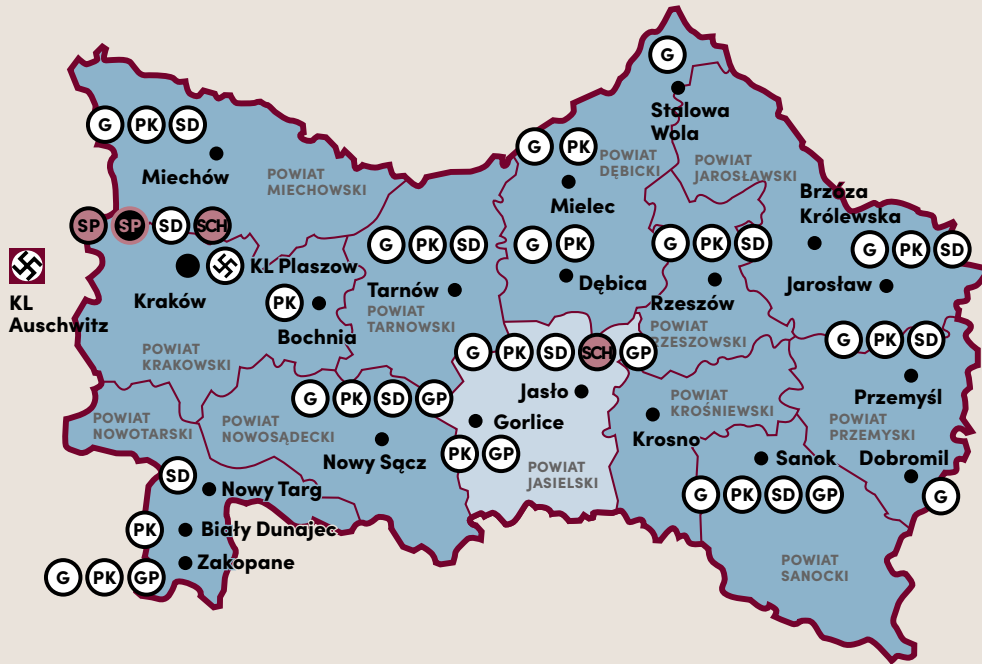 G
Stalowa
Wola
G PK SD
Miechów
POWIAT
MIECHOWSKI
G PK
POWIAT
DĘBICKI
Mielec
POWIAT
JAROSŁAWSKI
Brzóza
Królewska
SP SP SD SCH
KL Plaszow
Kraków
KL
Auschwitz
PK
Bochnia
POWIAT
KRAKOWSKI
G PK SD
Tarnów
POWIAT
TARNOWSKI
G PK
Dębica
G PK SD
Rzeszów
POWIAT
RZESZOWSKI
G PK SD
Jarosław
G PK SD SCH GP
Jasło
Gorlice
PK GP
POWIAT
JASIELSKI
G PK SD
Przemyśl
POWIAT
PRZEMYSKI
POWIAT
NOWOTARSKI
POWIAT
NOWOSĄDECKI
G PK SD GP
Nowy Sącz
POWIAT
KROŚNIEWSKI
Krosno
Sanok
G PK SD GP
Dobromil
G
SD
Nowy Targ
PK
Biały Dunajec
G PK GP
Zakopane
POWIAT
SANOCKI